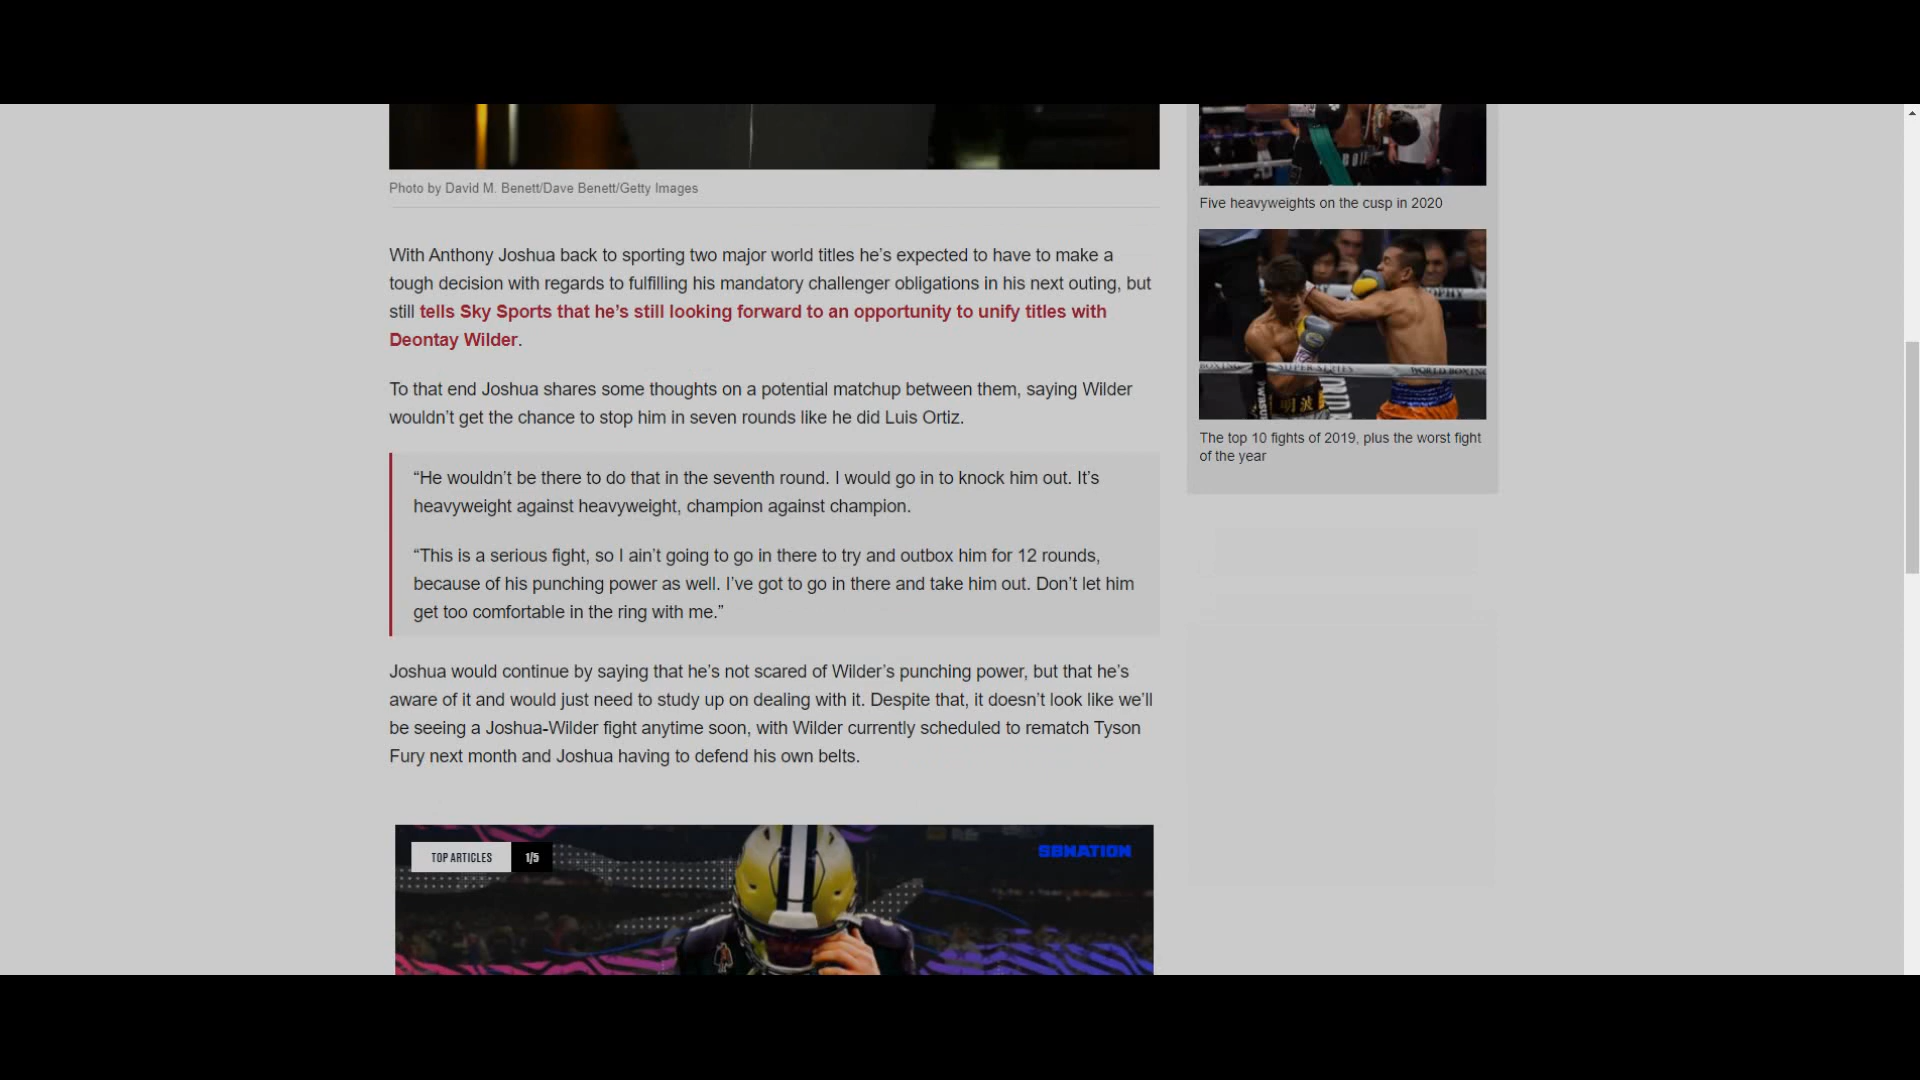 Photo by David M. Benett/Dave Benett/Getty Images
With Anthony Joshua back to sporting two major world titles he’s expected to have to make a
tough decision with regards to fulfilling his mandatory challenger obligations in his next outing, but
still tells Sky Sports that he’s still looking forward to an opportunity to unify titles with
Deontay Wilder.
To that end Joshua shares some thoughts on a potential matchup between them, saying Wilder
wouldn’t get the chance to stop him in seven rounds like he did Luis Ortiz.
“He wouldn’t be there to do that in the seventh round. I would go in to knock him out. It’s
heavyweight against heavyweight, champion against champion.
“This is a serious fight, so I ain’t going to go in there to try and outbox him for 12 rounds,
because of his punching power as well. I’ve got to go in there and take him out. Don’t let him
get too comfortable in the ring with me.”
Joshua would continue by saying that he’s not scared of Wilder’s punching power, but that he’s
aware of it and would just need to study up on dealing with it. Despite that, it doesn’t look like we’ll
be seeing a Joshua-Wilder fight anytime soon, with Wilder currently scheduled to rematch Tyson
Fury next month and Joshua having to defend his own belts.
TOP ARTICLES 1/5
SBNATION
Five heavyweights on the cusp in 2020
SUPER SERIES
WORLD BOXING
明波
The top 10 fights of 2019, plus the worst fight
of the year